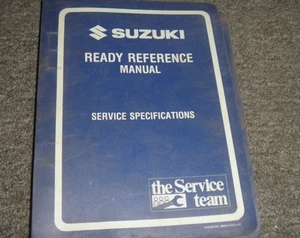 SUZUKI
READY REFERENCE
MANUAL
SERVICE SPECIFICATIONS
the Service
team